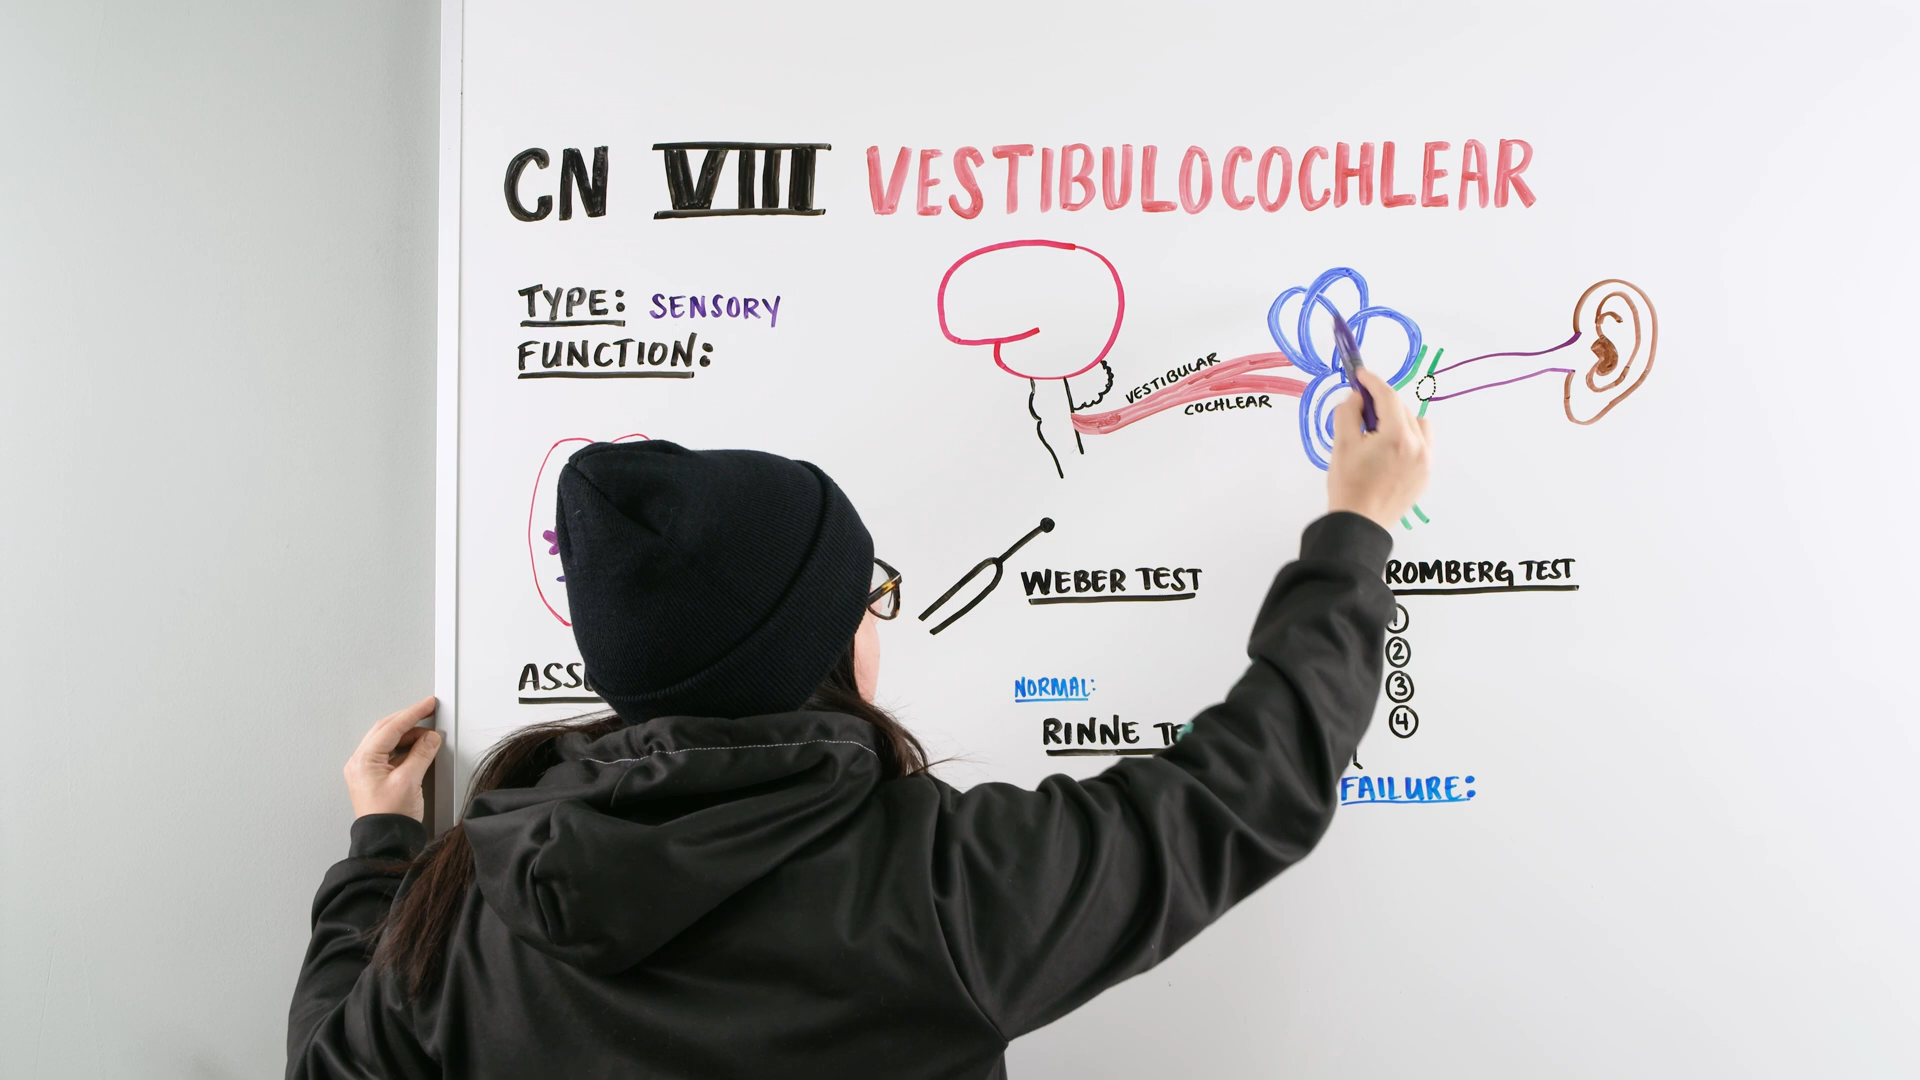 CN VIII VESTIBULOCOCHLEAR
TYPE: SENSORY
FUNCTION:
VESTIBULAR
COCHLEAR
WEBER TEST
NORMAL:
RINNE
ROMBERG TEST
1
2
3
4
FAILURE: